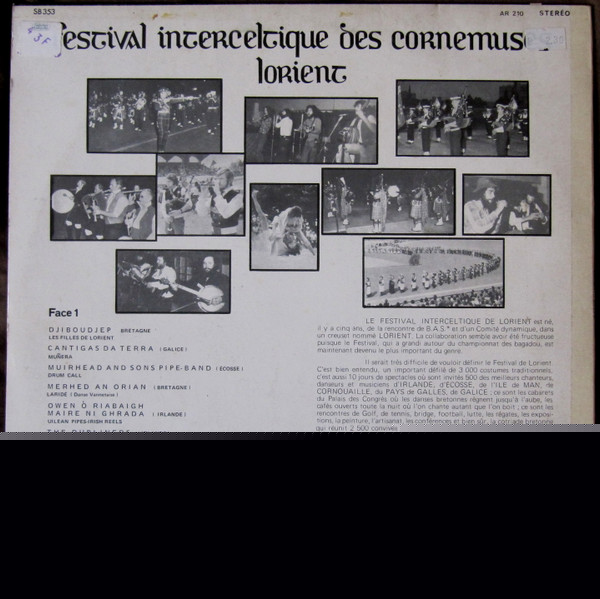 58353
AR 210 STEREO
festival interceltique des cornemuses
lorient
Face 1
DJIBOUDJEP BRETAGNE
LES FILLES DE LORIENT
CANTIGAS DA TERRA ( GALICE )
MUÑERA
MUIRHEAD AND SONS PIPE-BAND ( ECOSSE )
DRUM CALL
MERHED AN ORIAN ( BRETAGNE )
LARIDÉ ( Danse Vannetaise )
OWEN Ò RIABAIGH
MAIRE NI GHRADA ( IRLANDE )
UILEAN PIPES-IRISH REELS
THE DUBLINERS
LE FESTIVAL INTERCELTIQUE DE LORIENT est né,
il y a cinq ans, de la rencontre de B.A.S.* et d'un Comité dynamique, dans
un creuset nommé LORIENT. La collaboration semble avoir été fructueuse
puisque le Festival, qui a grandi autour du championnat des bagadou, est
maintenant devenu le plus important du genre.
Il serait très difficile de vouloir définir le Festival de Lorient.
C'est bien entendu, un important défilé de 3 000 costumes traditionnels,
c'est aussi 10 jours de spectacles où sont invités 500 des meilleurs chanteurs,
danseurs et musiciens d'IRLANDE, d'ECOSSE, de l'ILE de MAN, de
CORNOUAILLE, du PAYS de GALLES, de GALICE ; ce sont les cabarets
du Palais des Congrès où les danses bretonnes règnent jusqu'à l'aube, les
cafés ouverts toute la nuit où l'on chante autant que l'on boit ; ce sont les
rencontres de Golf, de tennis, bridge, football, lutte, les régates, les exposi-
tions, la peinture, l'artisanat, les conférences et bien sûr, la cotriade bretonne
qui réunit 2 500 convives